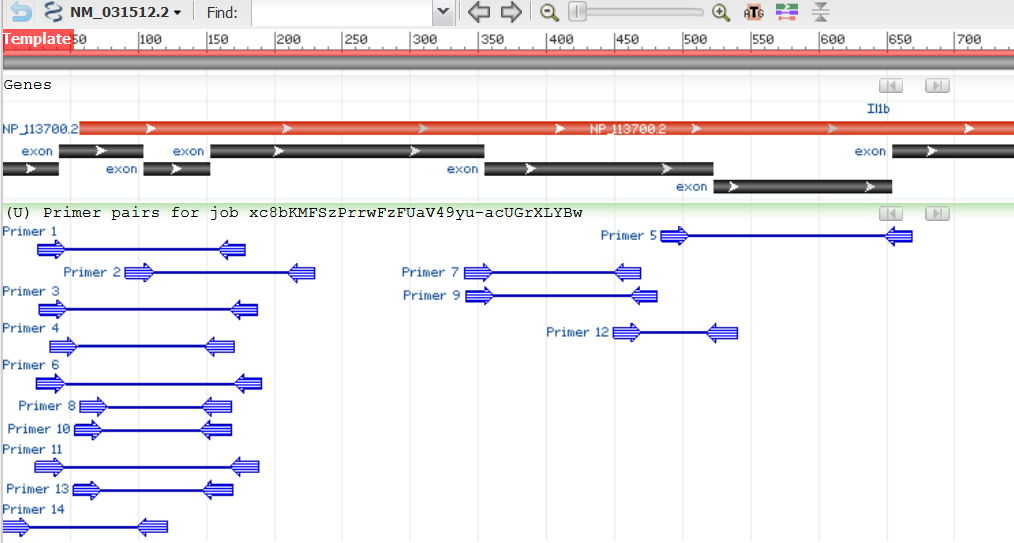 NM_031512.2 Find:
Template 50 100 150 200 250 300 350 400 450 500 550 600 650 700
Genes
Il1b
NP_113700.2 NP_113700.2
exon exon exon
exon exon
exon
(U) Primer pairs for job xc8bKMFSzPrrwFzFUaV49yu-acUGrXLYBw
Primer 1 Primer 5
Primer 2 Primer 7
Primer 3 Primer 9
Primer 4 Primer 12
Primer 6
Primer 8
Primer 10
Primer 11
Primer 13
Primer 14